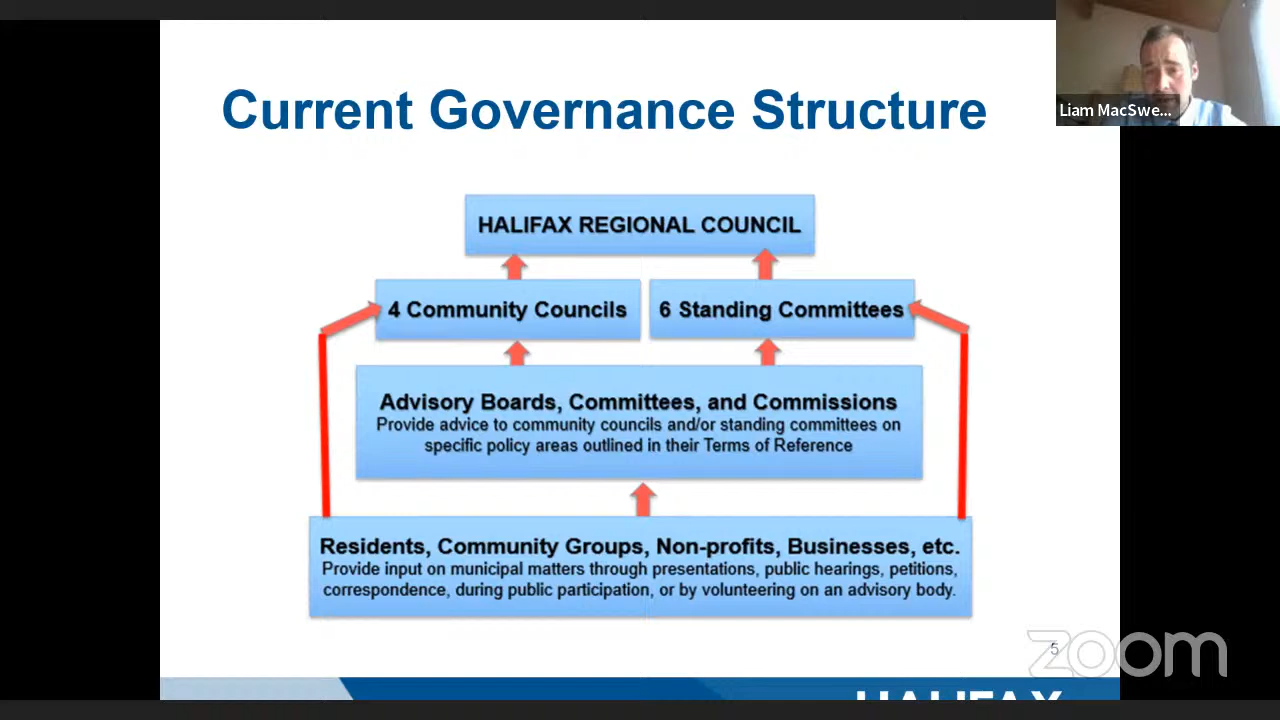 Current Governance Structure
Liam MacSwe...
HALIFAX REGIONAL COUNCIL
4 Community Councils
6 Standing Committees
Advisory Boards, Committees, and Commissions
Provide advice to community councils and/or standing committees on
specific policy areas outlined in their Terms of Reference
Residents, Community Groups, Non-profits, Businesses, etc.
Provide input on municipal matters through presentations, public hearings, petitions,
correspondence, during public participation, or by volunteering on an advisory body.
5
zoom
HALIFAX